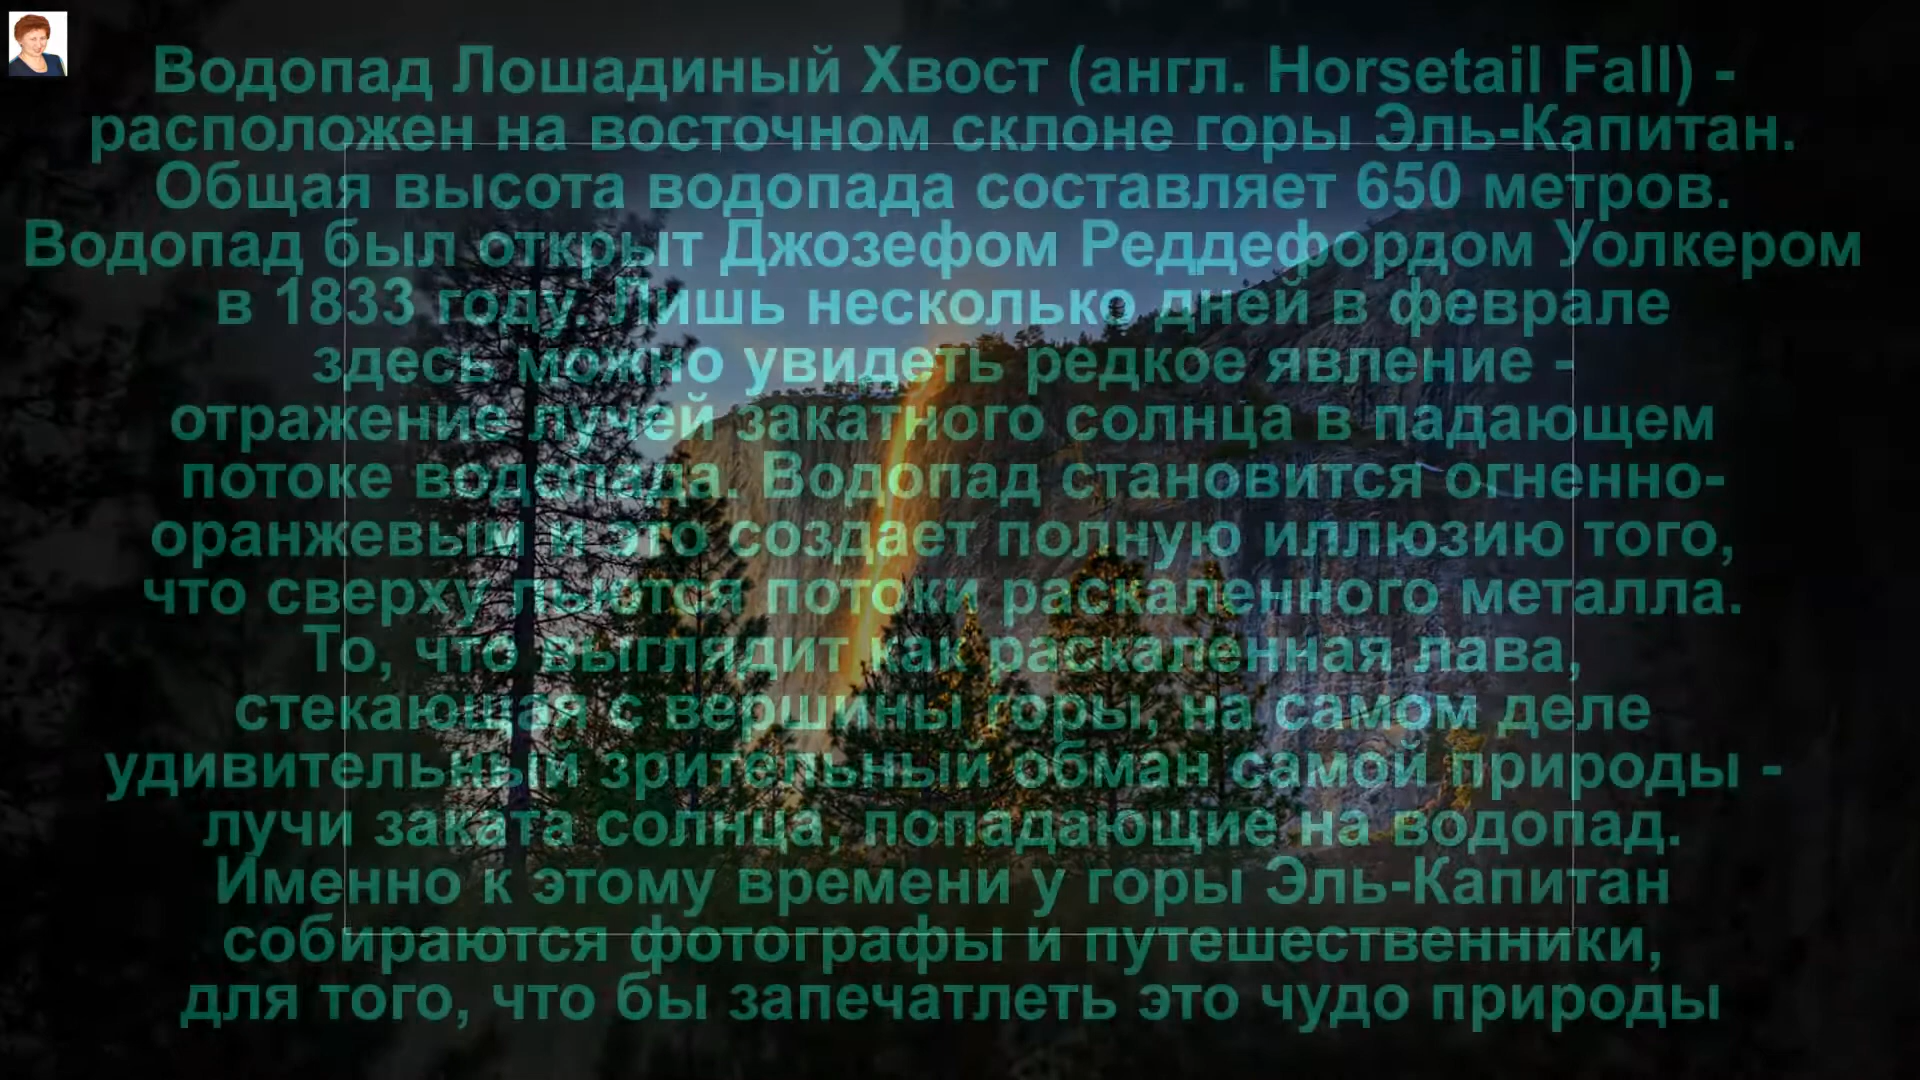 Водопад Лошадиный Хвост (англ. Horsetail Fall) -
расположен на восточном склоне горы Эль-Капитан.
Общая высота водопада составляет 650 метров.
Водопад был открыт Джозефом Реддефордом Уолкером
в 1833 году. Лишь несколько дней в феврале
здесь можно увидеть редкое явление -
отражение лучей закатного солнца в падающем
потоке водопада. Водопад становится огненно-
оранжевым и это создает полную иллюзию того,
что сверху льются потоки раскаленного металла.
То, что выглядит как раскаленная лава,
стекающая с вершины горы, на самом деле
удивительный зрительный обман самой природы -
лучи заката солнца, попадающие на водопад.
Именно к этому времени у горы Эль-Капитан
собираются фотографы и путешественники,
для того, что бы запечатлеть это чудо природы